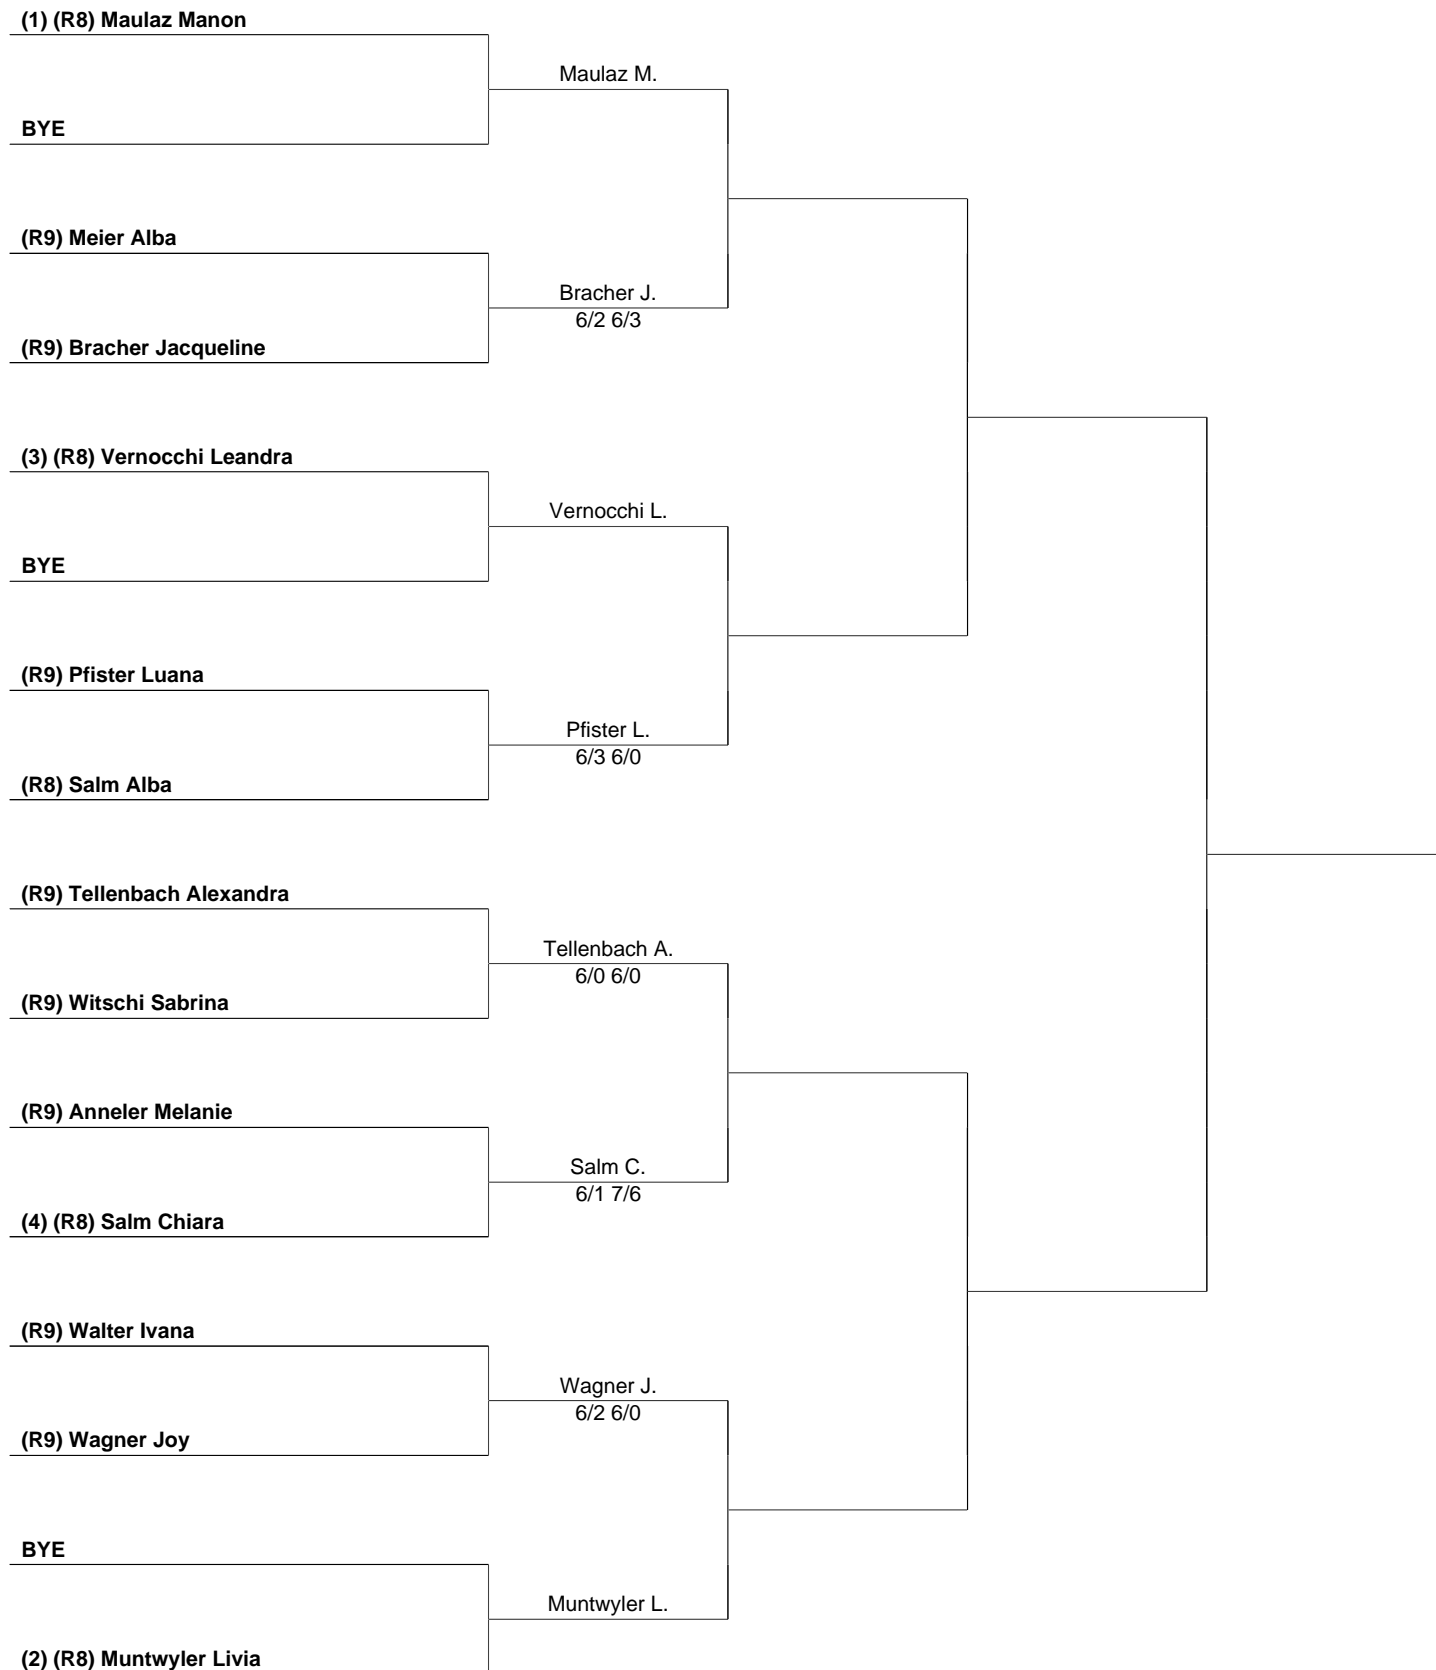 (1) (R8) Maulaz Manon
Maulaz M.
BYE
(R9) Meier Alba
Bracher J.
6/2 6/3
(R9) Bracher Jacqueline
(3) (R8) Vernocchi Leandra
Vernocchi L.
BYE
(R9) Pfister Luana
Pfister L.
6/3 6/0
(R8) Salm Alba
(R9) Tellenbach Alexandra
Tellenbach A.
6/0 6/0
(R9) Witschi Sabrina
(R9) Anneler Melanie
Salm C.
6/1 7/6
(4) (R8) Salm Chiara
(R9) Walter Ivana
Wagner J.
6/2 6/0
(R9) Wagner Joy
BYE
Muntwyler L.
(2) (R8) Muntwyler Livia